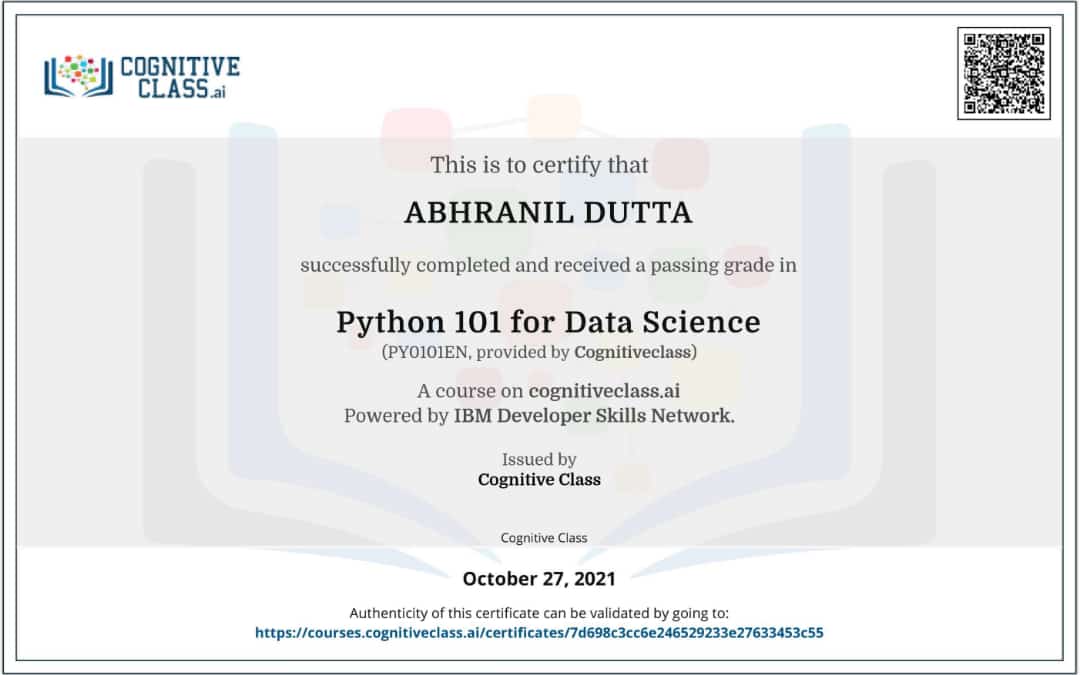 COGNITIVE
CLASS.ai
This is to certify that
ABHRANIL DUTTA
successfully completed and received a passing grade in
Python 101 for Data Science
(PY0101EN, provided by Cognitiveclass)
A course on cognitiveclass.ai
Powered by IBM Developer Skills Network.
Issued by
Cognitive Class
Cognitive Class
October 27, 2021
Authenticity of this certificate can be validated by going to:
https://courses.cognitiveclass.ai/certificates/7d698c3cc6e246529233e27633453c55